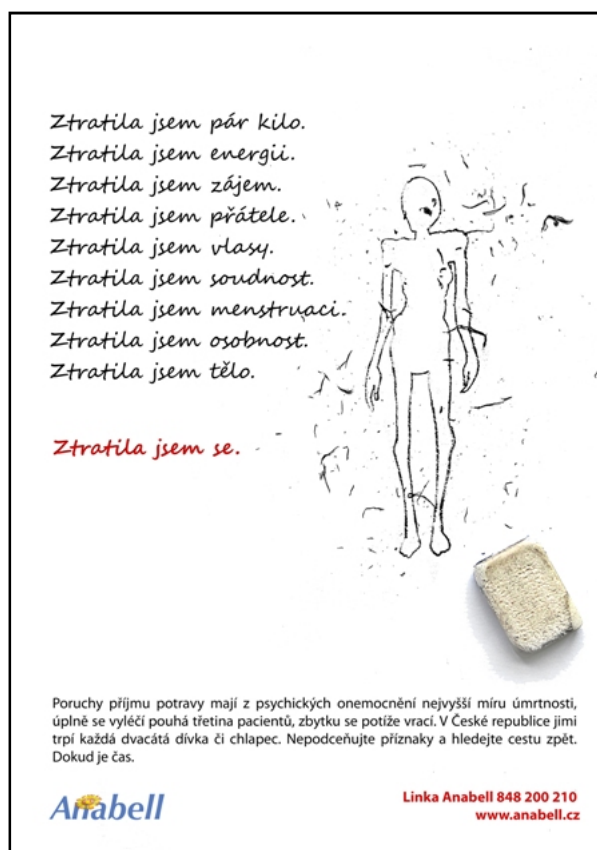 Ztratila jsem pár kilo.
Ztratila jsem energii.
Ztratila jsem zájem.
Ztratila jsem přátele.
Ztratila jsem vlasy.
Ztratila jsem soudnost.
Ztratila jsem menstruaci.
Ztratila jsem osobnost.
Ztratila jsem tělo.
Ztratila jsem se.
Poruchy příjmu potravy mají z psychických onemocnění nejvyšší míru úmrtnosti,
úplně se vyléčí pouhá třetina pacientů, zbytku se potíže vrací. V České republice jimi
trpí každá dvacátá dívka či chlapec. Nepodceňujte příznaky a hledejte cestu zpět.
Dokud je čas.
Anabell
Linka Anabell 848 200 210
www.anabell.cz